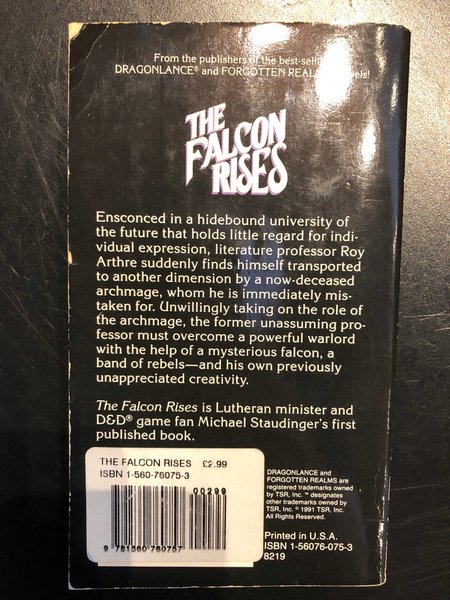 From the publishers of the best-sell
DRAGONLANCE® and FORGOTTEN REALMS els!
THE
FALCON
RISES
Ensconced in a hidebound university of
the future that holds little regard for indi-
vidual expression, literature professor Roy
Arthre suddenly finds himself transported
to another dimension by a now-deceased
archmage, whom he is immediately mis-
taken for. Unwillingly taking on the role of
the archmage, the former unassuming pro-
fessor must overcome a powerful warlord
with the help of a mysterious falcon, a
band of rebels—and his own previously
unappreciated creativity.
The Falcon Rises is Lutheran minister and
D&D® game fan Michael Staudinger's first
published book.
THE FALCON RISES £2.99
ISBN 1-560-76075-3
00299
9 781560 760757
DRAGONLANCE and
FORGOTTEN REALMS are
registered trademarks owned
by TSR, Inc. ™ designates
other trademarks owned by
TSR, Inc. © 1991 TSR, Inc.
All Rights Reserved.
Printed in U.S.A.
ISBN 1-56076-075-3
8219